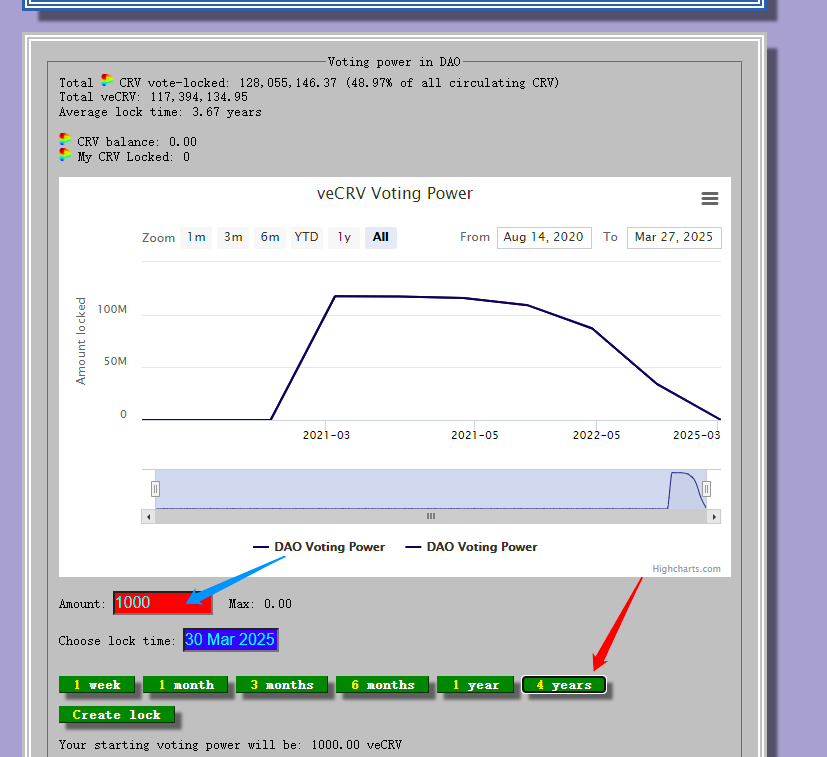 Voting power in DAO
Total CRV vote-locked: 128,055,146.37 (48.97% of all circulating CRV)
Total veCRV: 117,394,134.95
Average lock time: 3.67 years
CRV balance: 0.00
My CRV Locked: 0
veCRV Voting Power
Zoom 1m 3m 6m YTD 1y All From Aug 14, 2020 To Mar 27, 2025
Amount locked
100M
50M
0
2021-03 2021-05 2022-05 2025-03
DAO Voting Power DAO Voting Power
Highcharts.com
Amount: 1000 Max: 0.00
Choose lock time: 30 Mar 2025
1 week 1 month 3 months 6 months 1 year 4 years
Create lock
Your starting voting power will be: 1000.00 veCRV